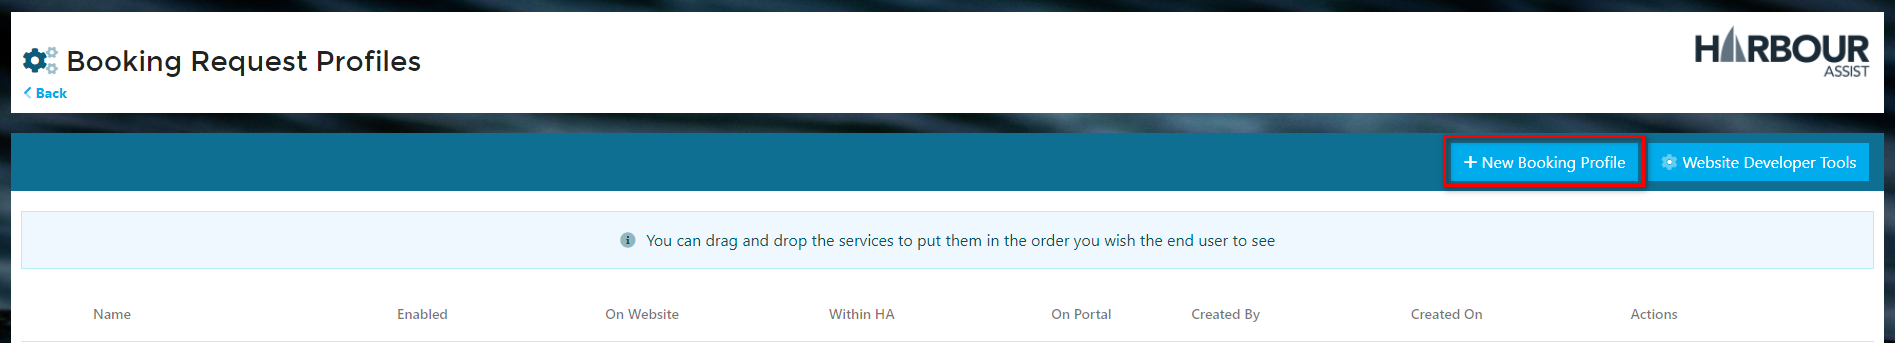 Booking Request Profiles
Back
HARBOUR
ASSIST
+ New Booking Profile
Website Developer Tools
You can drag and drop the services to put them in the order you wish the end user to see
Name Enabled On Website Within HA On Portal Created By Created On Actions